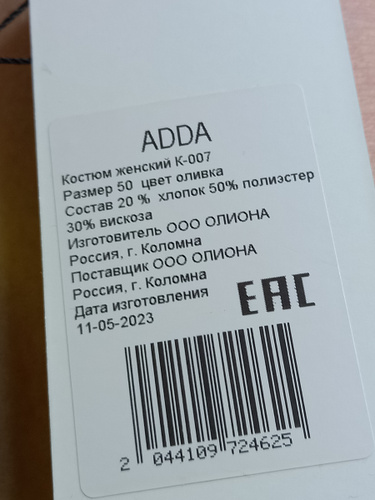 ADDA
Костюм женский К-007
Размер 50 цвет оливка
Состав 20 % хлопок 50% полиэстер
30% вискоза
Изготовитель ООО ОЛИОНА
Россия, г. Коломна
Поставщик ООО ОЛИОНА
Россия, г. Коломна
Дата изготовления
11-05-2023
EAC
2 044109 724625